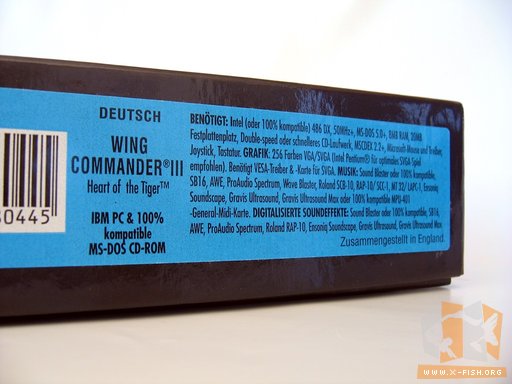 DEUTSCH
WING
COMMANDER®III
Heart of the Tiger™
IBM PC & 100%
kompatible
MS-DOS CD-ROM
80445
BENÖTIGT: Intel (oder 100% kompatible) 486 DX, 50MHz+, MS-DOS 5.0+, 8MB RAM, 20MB
Festplattenplatz, Double-speed oder schnelleres CD-Laufwerk, MSCDEX 2.2+, Microsoft-Mouse und Treiber,
Joystick, Tastatur. GRAFIK: 256 Farben VGA/SVGA (Intel Pentium® für optimales SVGA-Spiel
empfohlen). Benötigt VESA-Treiber & -Karte für SVGA. MUSIK: Sound Blaster oder 100% kompatible,
SB16, AWE, ProAudio Spectrum, Wave Blaster, Roland SCB-10, RAP-10/ SCC-1, MT 32/ LAPC-1, Ensoniq
Soundscape, Gravis Ultrasound, Gravis Ultrasound Max oder 100% kompatible MPU-401
-General-Midi-Karte. DIGITALISIERTE SOUNDEFFEKTE: Sound Blaster oder 100% kompatible, SB16,
AWE, ProAudio Spectrum, Roland RAP-10, Ensoniq Soundscape, Gravis Ultrasound, Gravis Ultrasound Max
Zusammengestellt in England.
WWW.X-FISH.ORG